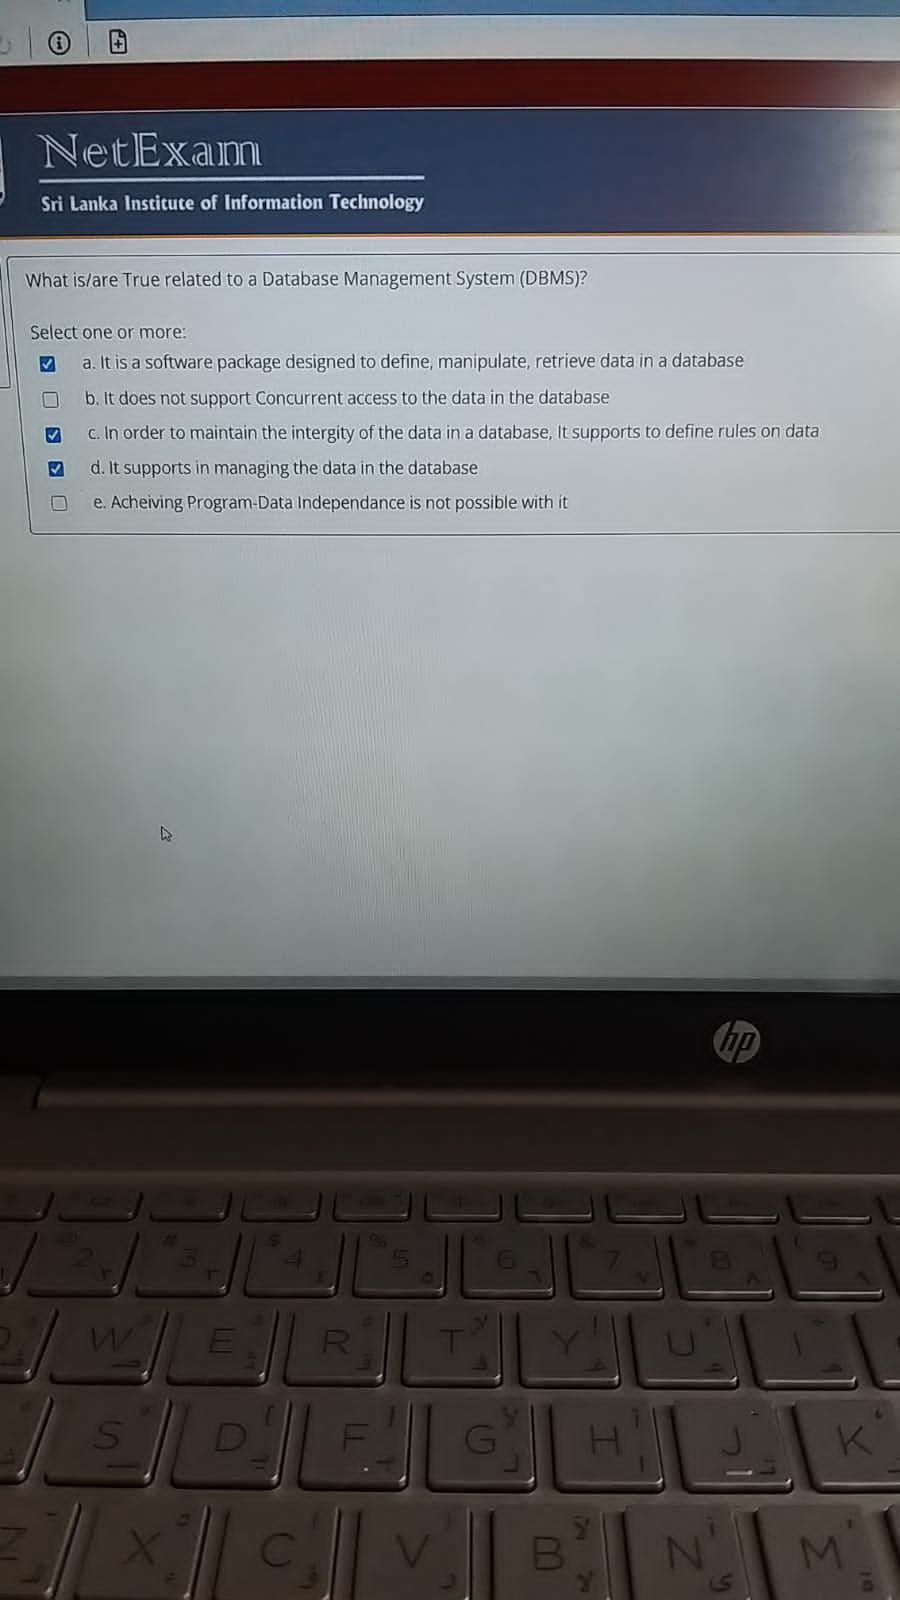 NetExam
Sri Lanka Institute of Information Technology
What is/are True related to a Database Management System (DBMS)?
Select one or more:
a. It is a software package designed to define, manipulate, retrieve data in a database
b. It does not support Concurrent access to the data in the database
c. In order to maintain the intergity of the data in a database, It supports to define rules on data
d. It supports in managing the data in the database
e. Acheiving Program-Data Independance is not possible with it
hp
2 3 4 5 6 7 8 9
W E R T Y U I
S D F G H J K
Z X C V B N M